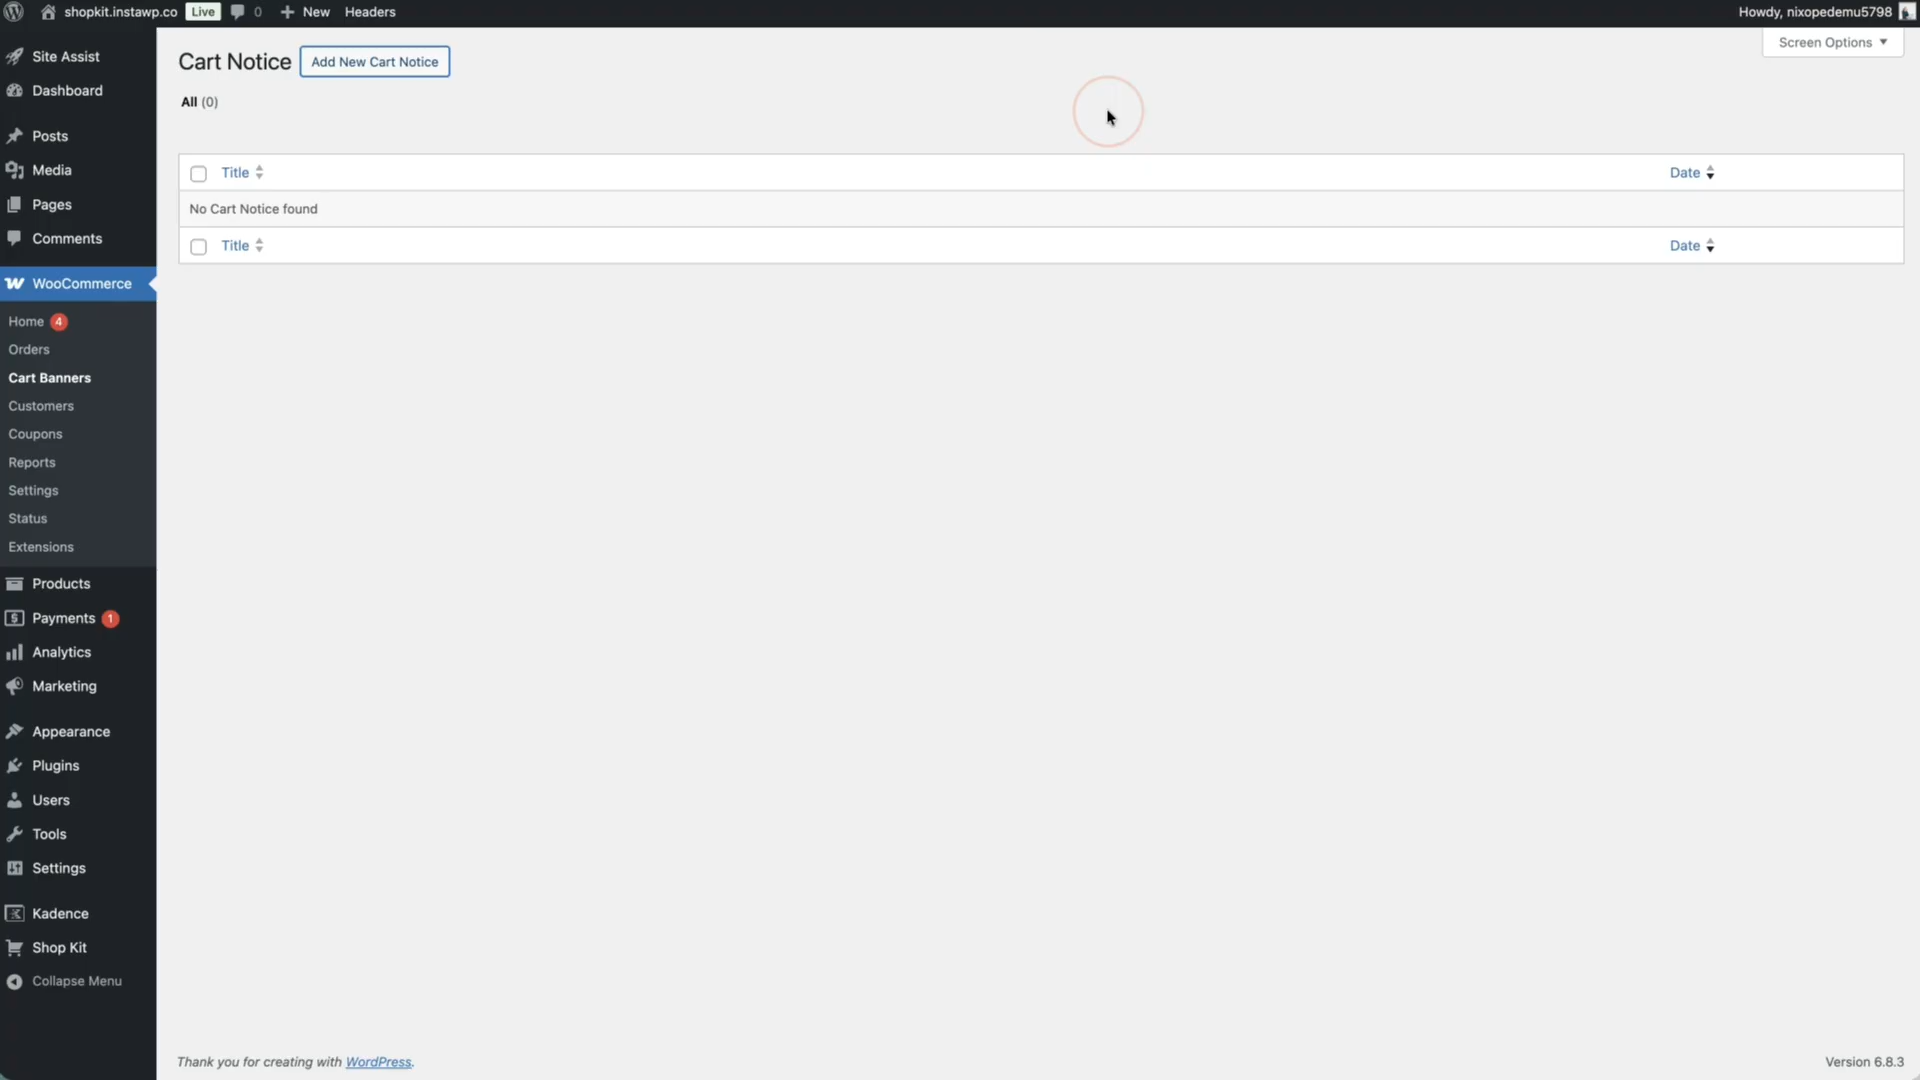 shopkit.instawp.co Live 0 New Headers
Howdy, nixopedemu5798
Site Assist
Dashboard
Posts
Media
Pages
Comments
WooCommerce
Home 4
Orders
Cart Banners
Customers
Coupons
Reports
Settings
Status
Extensions
Products
Payments 1
Analytics
Marketing
Appearance
Plugins
Users
Tools
Settings
Kadence
Shop Kit
Collapse Menu
Screen Options
Cart Notice Add New Cart Notice
All (0)
Title Date
No Cart Notice found
Title Date
Thank you for creating with WordPress.
Version 6.8.3